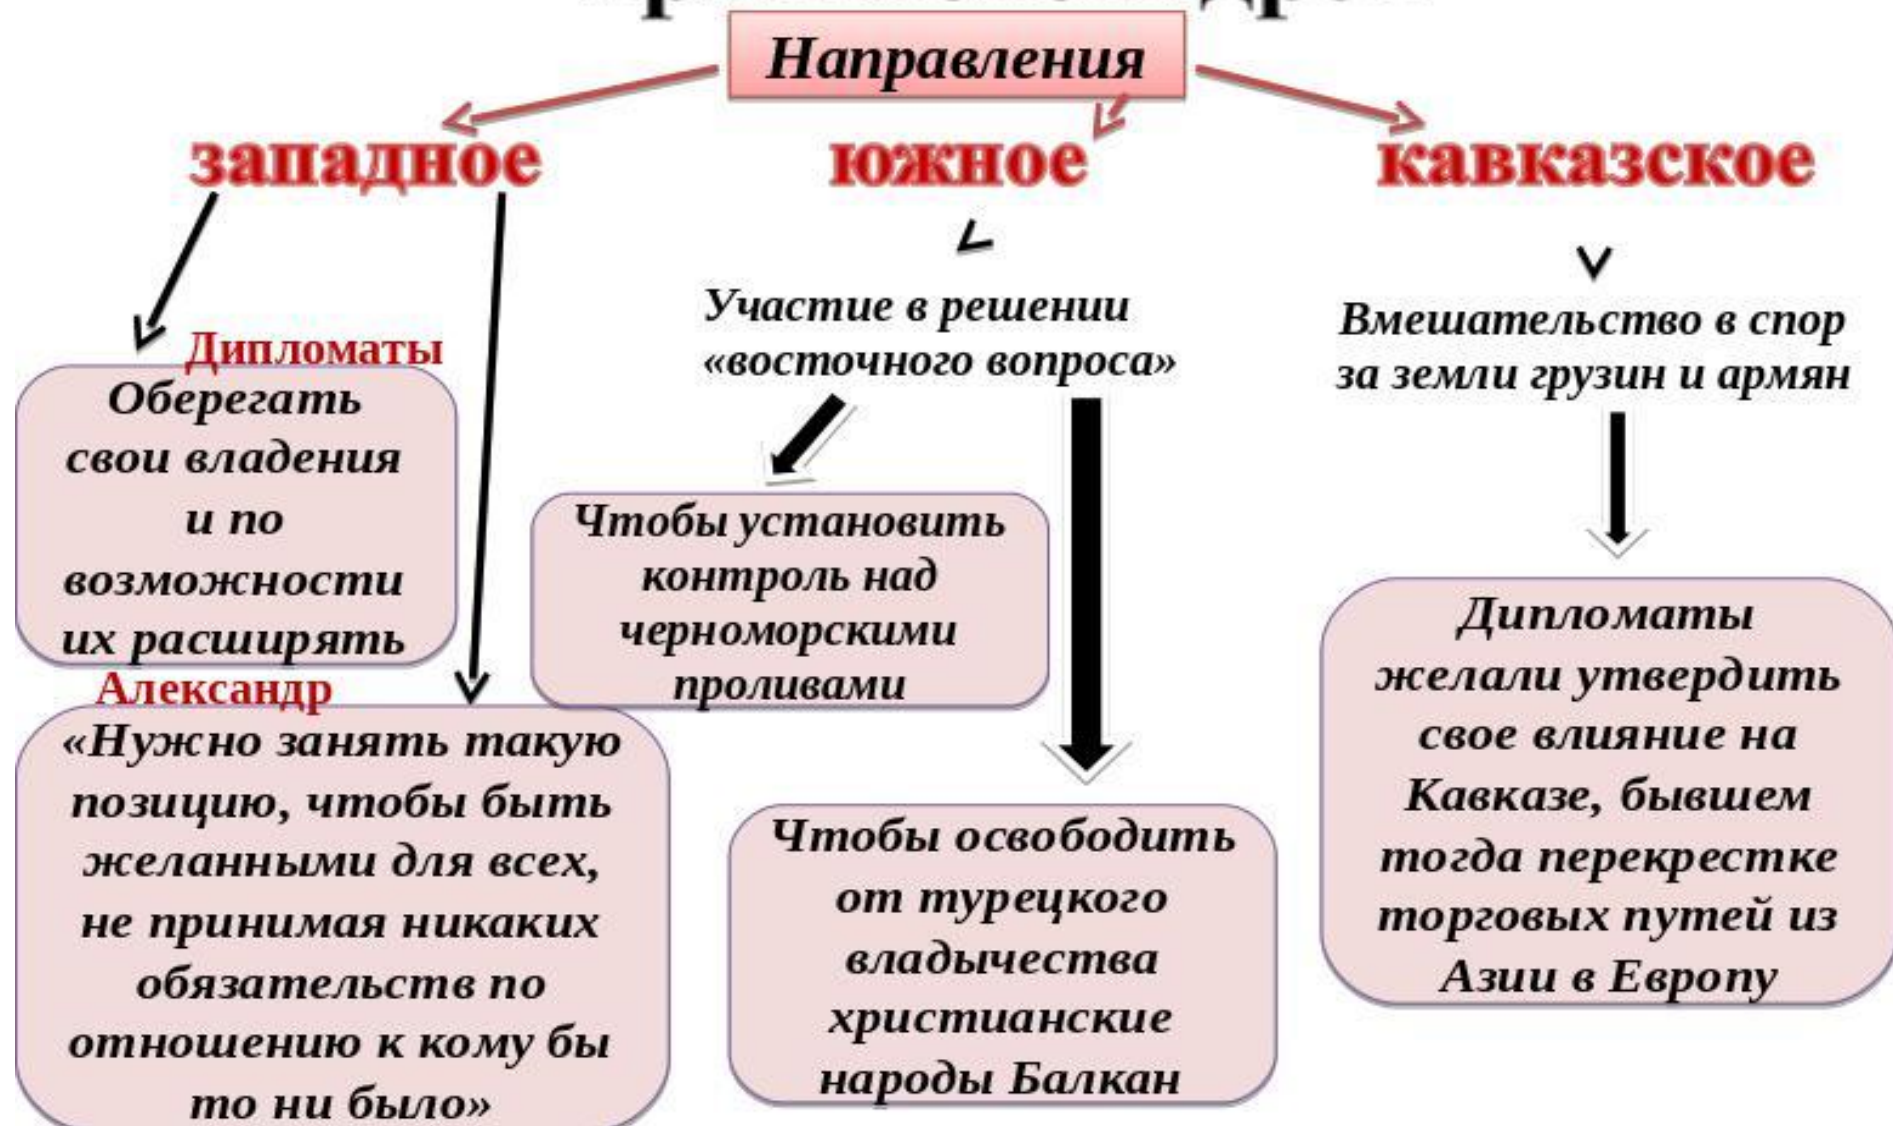 Направления
западное
южное
кавказское
Дипломаты
Оберегать
свои владения
и по
возможности
их расширять
Александр
«Нужно занять такую
позицию, чтобы быть
желанными для всех,
не принимая никаких
обязательств по
отношению к кому бы
то ни было»
Участие в решении
«восточного вопроса»
Чтобы установить
контроль над
черноморскими
проливами
Чтобы освободить
от турецкого
владычества
христианские
народы Балкан
Вмешательство в спор
за земли грузин и армян
Дипломаты
желали утвердить
свое влияние на
Кавказе, бывшем
тогда перекрестке
торговых путей из
Азии в Европу